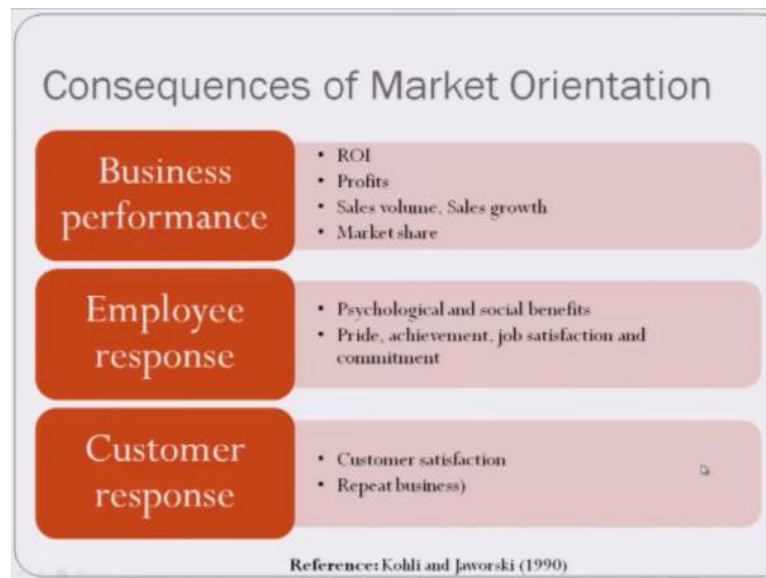 Consequences of Market Orientation
Business
performance
• ROI
• Profits
• Sales volume, Sales growth
• Market share
Employee
response
• Psychological and social benefits
• Pride, achievement, job satisfaction and
commitment
Customer
response
• Customer satisfaction
• Repeat business)
Reference: Kohli and Jaworski (1990)